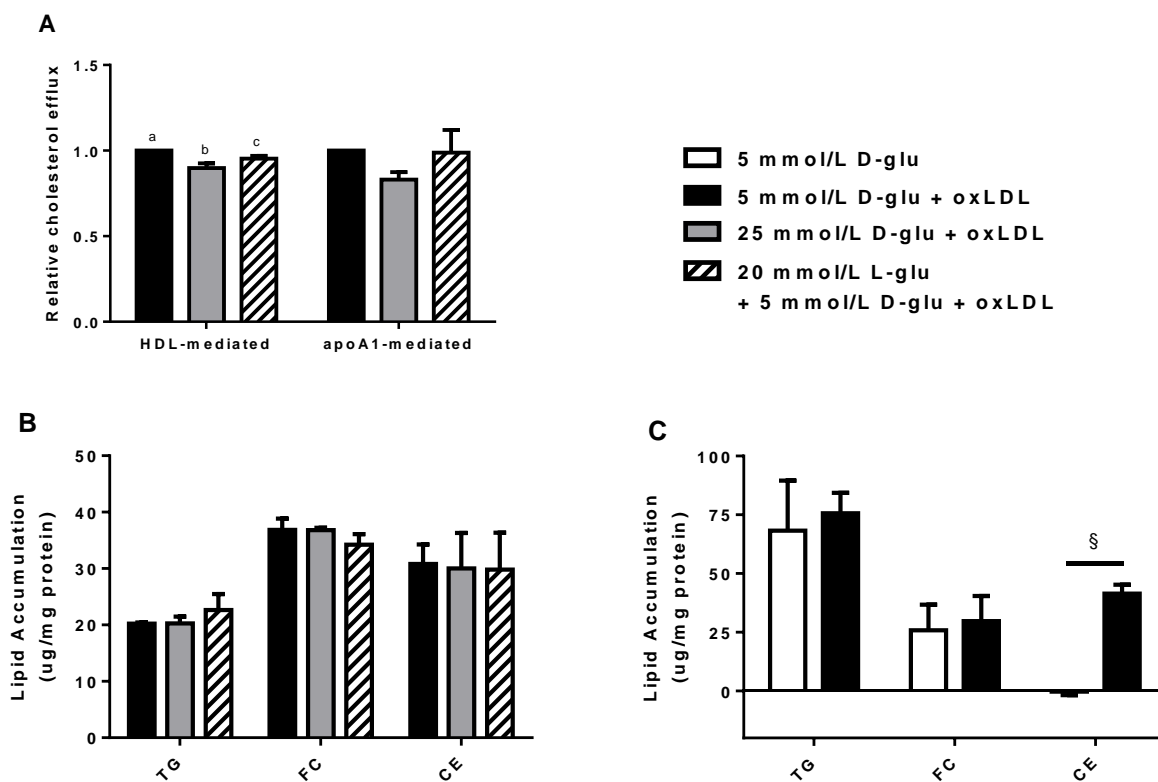 A
1.5
1.0
0.5
0.0
Relative cholesterol efflux
a
b
c
HDL-mediated
apoA1-mediated
5 mmol/L D-glu
5 mmol/L D-glu + oxLDL
25 mmol/L D-glu + oxLDL
20 mmol/L L-glu
+ 5 mmol/L D-glu + oxLDL
B
50
40
30
20
10
0
Lipid Accumulation
(ug/mg protein)
TG
FC
CE
C
100
75
50
25
0
Lipid Accumulation
(ug/mg protein)
§
TG
FC
CE